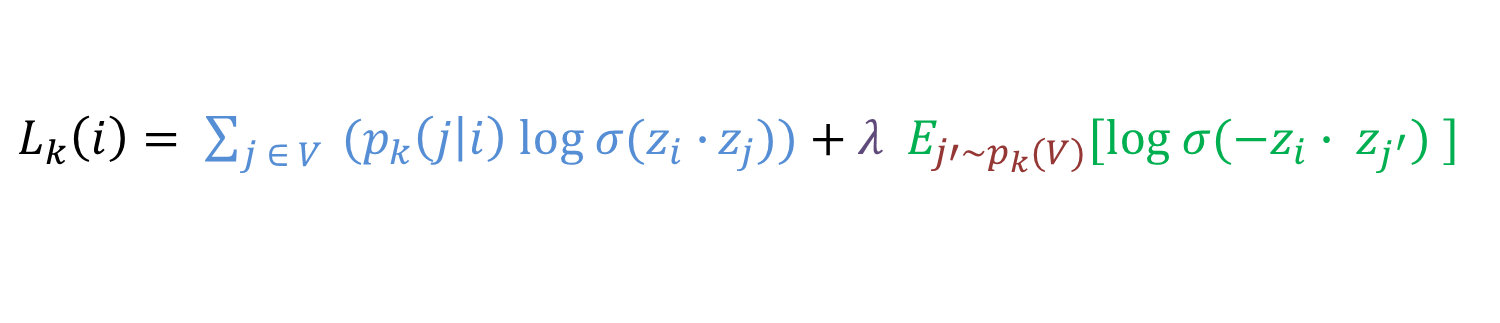 L_k(i) = ∑_{j ∈ V} (p_k(j|i) log σ(z_i · z_j)) + λ E_{j′~p_k(V)}[log σ(−z_i · z_{j′}) ]